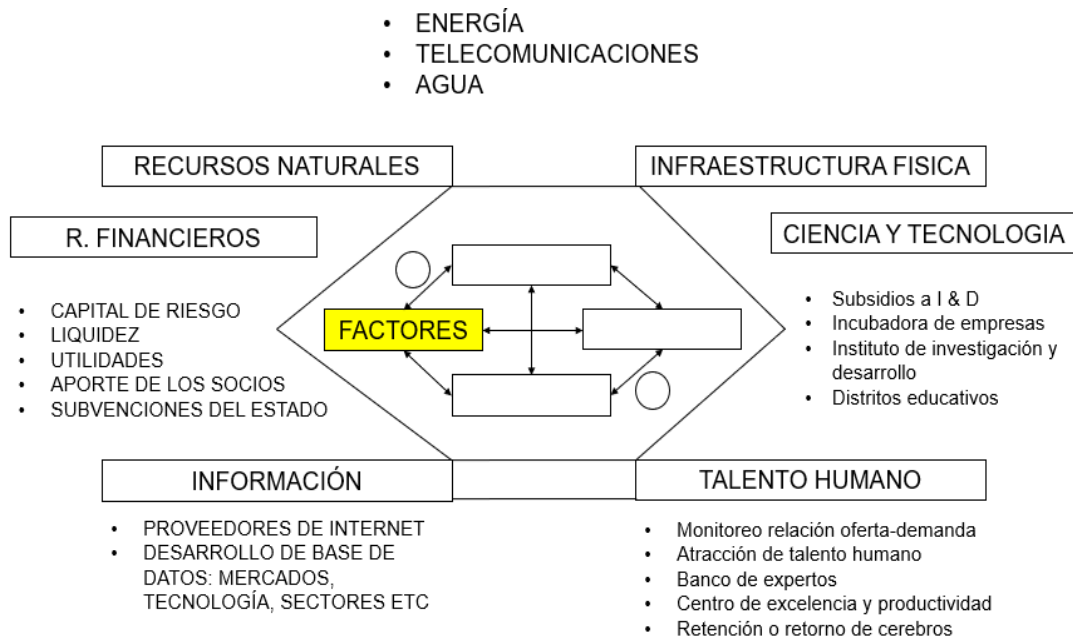 • ENERGÍA
• TELECOMUNICACIONES
• AGUA
RECURSOS NATURALES
INFRAESTRUCTURA FISICA
R. FINANCIEROS
CIENCIA Y TECNOLOGIA
• CAPITAL DE RIESGO
• LIQUIDEZ
• UTILIDADES
• APORTE DE LOS SOCIOS
• SUBVENCIONES DEL ESTADO
FACTORES
• Subsidios a I & D
• Incubadora de empresas
• Instituto de investigación y
desarrollo
• Distritos educativos
INFORMACIÓN
• PROVEEDORES DE INTERNET
• DESARROLLO DE BASE DE
DATOS: MERCADOS,
TECNOLOGÍA, SECTORES ETC
TALENTO HUMANO
• Monitoreo relación oferta-demanda
• Atracción de talento humano
• Banco de expertos
• Centro de excelencia y productividad
• Retención o retorno de cerebros